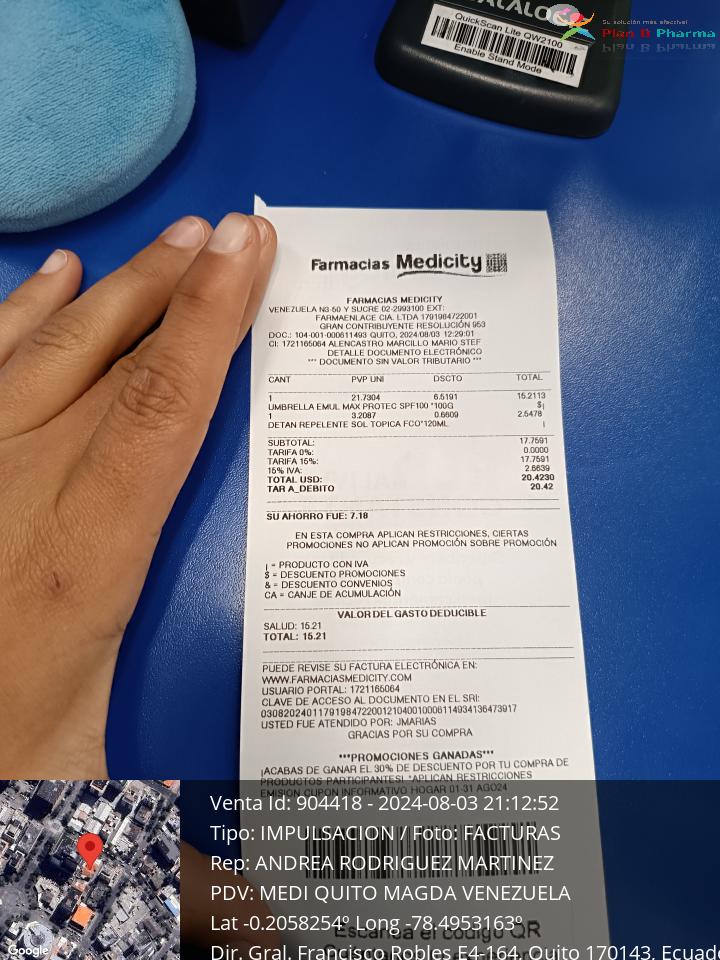 CATALOG
QuickScan Lite QW2100
Enable Stand Mode
Su solución más efectiva!
Plan B Pharma
Farmacias Medicity
FARMACIAS MEDICITY
VENEZUELA N3-50 Y SUCRE 02-2993100 EXT:
FARMAENLACE CIA. LTDA 1791984722001
GRAN CONTRIBUYENTE RESOLUCIÓN 953
DOC.: 104-001-000611493 QUITO, 2024/08/03 12:29:01
CI: 1721165064 ALENCASTRO MARCILLO MARIO STEF
DETALLE DOCUMENTO ELECTRÓNICO
*** DOCUMENTO SIN VALOR TRIBUTARIO ***
CANT PVP UNI DSCTO TOTAL
1 21.7304 6.5191 15.2113
UMBRELLA EMUL MAX PROTEC SPF100 *100G $¡
1 3.2087 0.6609 2.5478
DETAN REPELENTE SOL TOPICA FCO*120ML ¡
SUBTOTAL: 17.7591
TARIFA 0%: 0.0000
TARIFA 15%: 17.7591
15% IVA: 2.6639
TOTAL USD: 20.4230
TAR A_DEBITO 20.42
SU AHORRO FUE: 7.18
EN ESTA COMPRA APLICAN RESTRICCIONES, CIERTAS
PROMOCIONES NO APLICAN PROMOCIÓN SOBRE PROMOCIÓN
¡ = PRODUCTO CON IVA
$ = DESCUENTO PROMOCIONES
& = DESCUENTO CONVENIOS
CA = CANJE DE ACUMULACIÓN
VALOR DEL GASTO DEDUCIBLE
SALUD: 15.21
TOTAL: 15.21
PUEDE REVISE SU FACTURA ELECTRÓNICA EN:
WWW.FARMACIASMEDICITY.COM
USUARIO PORTAL: 1721165064
CLAVE DE ACCESO AL DOCUMENTO EN EL SRI:
0308202401179198472200121040010006114934136473917
USTED FUE ATENDIDO POR: JMARIAS
GRACIAS POR SU COMPRA
***PROMOCIONES GANADAS***
¡ACABAS DE GANAR EL 30% DE DESCUENTO POR TU COMPRA DE
PRODUCTOS PARTICIPANTES! *APLICAN RESTRICCIONES
EMISION CUPON INFORMATIVO HOGAR 01-31 AGO24
Venta Id: 904418 - 2024-08-03 21:12:52
Tipo: IMPULSACION / Foto: FACTURAS
Rep: ANDREA RODRIGUEZ MARTINEZ
PDV: MEDI QUITO MAGDA VENEZUELA
Lat -0.2058254º Long -78.4953163º
Escanea el código QR
Dir. Gral. Francisco Robles E4-164, Quito 170143, Ecuado
Google